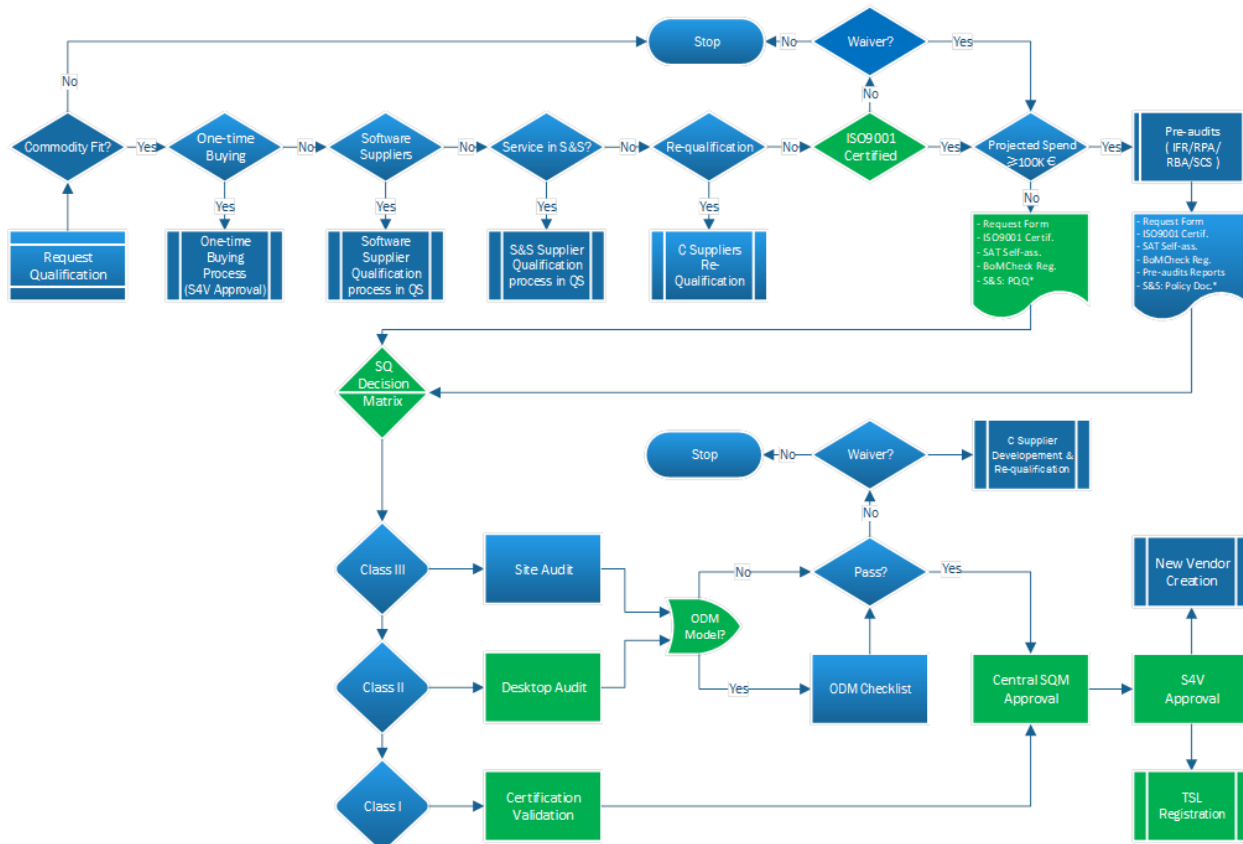 Stop
No
Waiver?
Yes
No
No
Commodity Fit?
Yes
One-time
Buying
No
Software
Suppliers
No
Service in S&S?
No
Re-qualification
No
ISO9001
Certified
Yes
Projected Spend
≥100K€
Yes
Pre-audits
( IFR/RPA/
RBA/SCS )
Yes
Yes
Yes
Yes
No
Request
Qualification
One-time
Buying
Process
(S4V Approval)
Software
Supplier
Qualification
process in QS
S&S Supplier
Qualification
process in QS
C Suppliers
Re-
Qualification
- Request Form
- ISO9001 Certif.
- SAT Self-ass.
- BoMCheck Reg.
- S&S: PQQ*
- Request Form
- ISO9001 Certif.
- SAT Self-ass.
- BoMCheck Reg.
- Pre-audits Reports
- S&S: Policy Doc.*
SQ
Decision
Matrix
Stop
No
Waiver?
C Supplier
Developement &
Re-qualification
No
Class III
Site Audit
No
Pass?
Yes
New Vendor
Creation
ODM
Model?
Class II
Desktop Audit
Yes
ODM Checklist
Central SQM
Approval
S4V
Approval
Class I
Certification
Validation
TSL
Registration